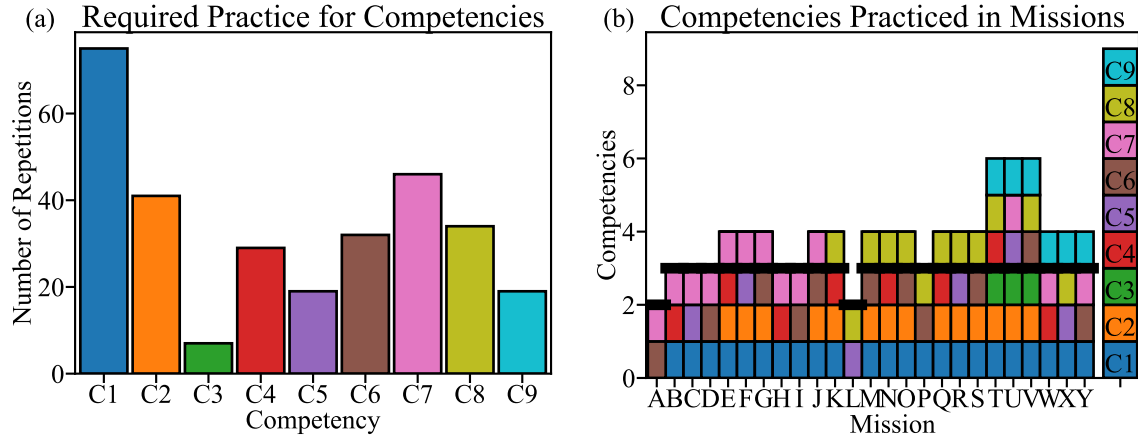 (a) Required Practice for Competencies
Number of Repetitions
60
40
20
0
C1 C2 C3 C4 C5 C6 C7 C8 C9
Competency
(b) Competencies Practiced in Missions
Competencies
8
6
4
2
0
A B C D E F G H I J K L M N O P Q R S T U V W X Y
Mission
C9
C8
C7
C6
C5
C4
C3
C2
C1